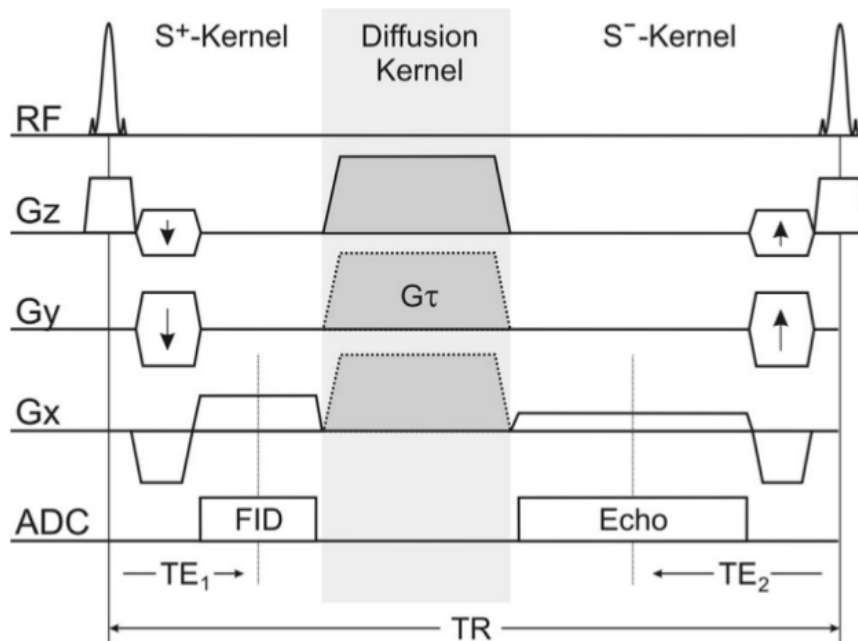 S⁺-Kernel
Diffusion
Kernel
S⁻-Kernel
RF
Gz
Gy
Gτ
Gx
ADC
FID
Echo
TE₁
TE₂
TR